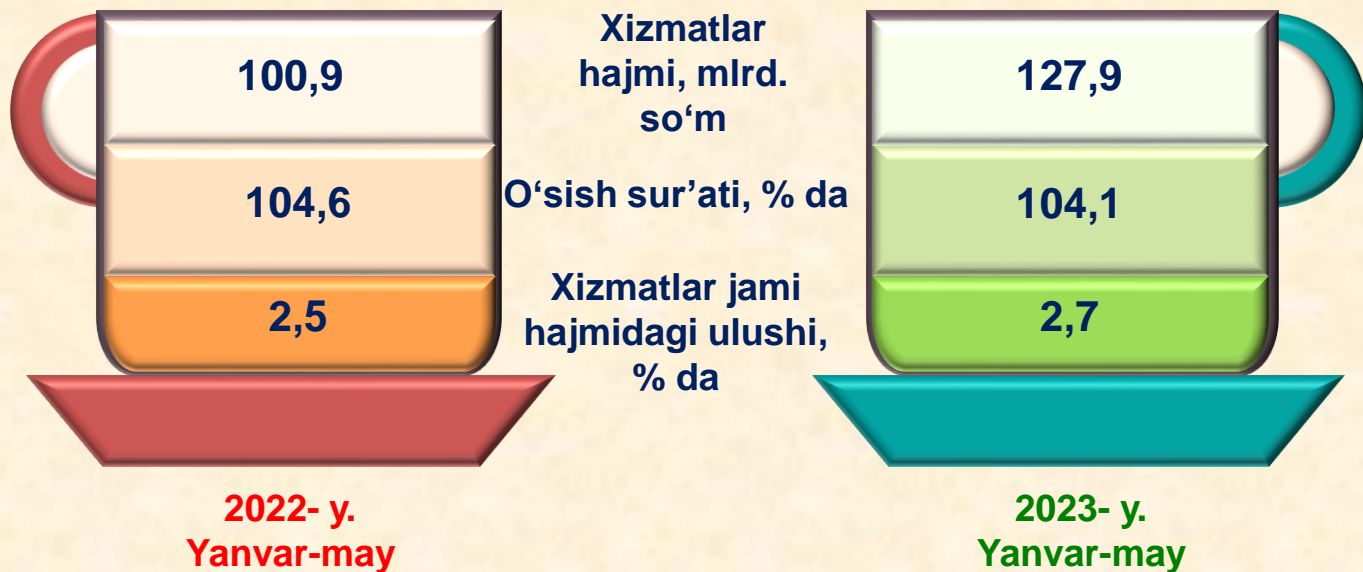 100,9
104,6
2,5
2022- y.
Yanvar-may
Xizmatlar
hajmi, mlrd.
so‘m
O‘sish sur’ati, % da
Xizmatlar jami
hajmidagi ulushi,
% da
127,9
104,1
2,7
2023- y.
Yanvar-may